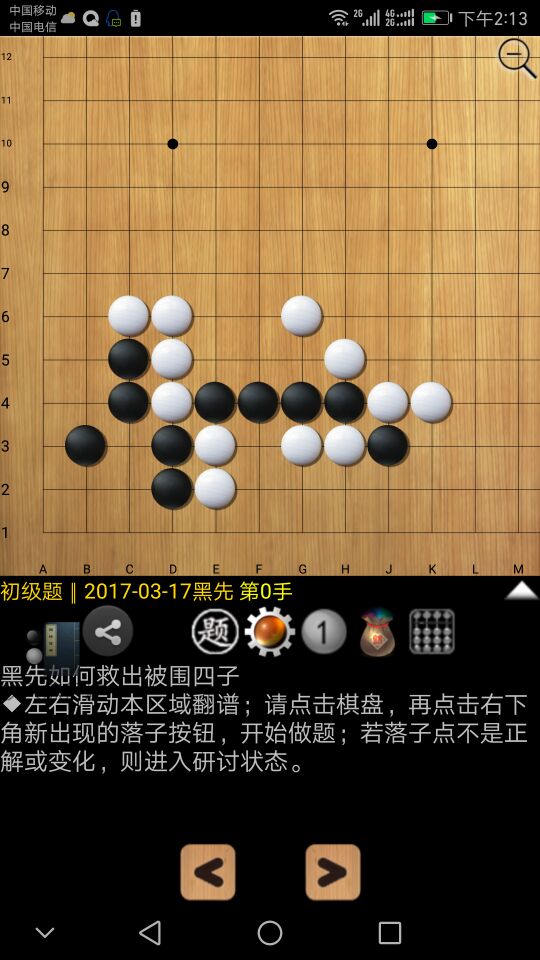 中国移动
中国电信
2G
4G
2G
下午2:13
12
11
10
9
8
7
6
5
4
3
2
1
A B C D E F G H J K L M
初级题 ‖ 2017-03-17黑先 第0手
题
1
黑先如何救出被围四子
◆左右滑动本区域翻谱；请点击棋盘，再点击右下
角新出现的落子按钮，开始做题；若落子点不是正
解或变化，则进入研讨状态。